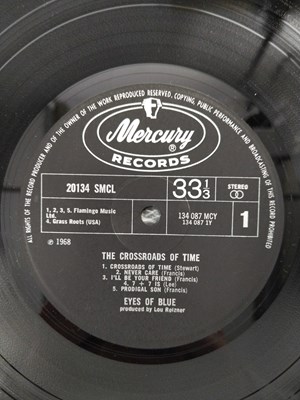 ALL RIGHTS OF THE RECORD PRODUCER AND OF THE OWNER OF THE WORK REPRODUCED RESERVED, COPYING, PUBLIC PERFORMANCE AND BROADCASTING OF THIS RECORD PROHIBITED
Mercury
®
RECORDS
20134 SMCL
33 1/3
STEREO
1, 2, 3, 5. Flamingo Music
Ltd.
4. Grass Roots (USA)
134 087 MCY
134 087 1Y
1
℗ 1968
THE CROSSROADS OF TIME
1. CROSSROADS OF TIME (Stewart)
2. NEVER CARE (Francis)
3. I'LL BE YOUR FRIEND (Francis)
4. 7 + 7 IS (Lee)
5. PRODIGAL SON (Francis)
EYES OF BLUE
produced by Lou Reizner